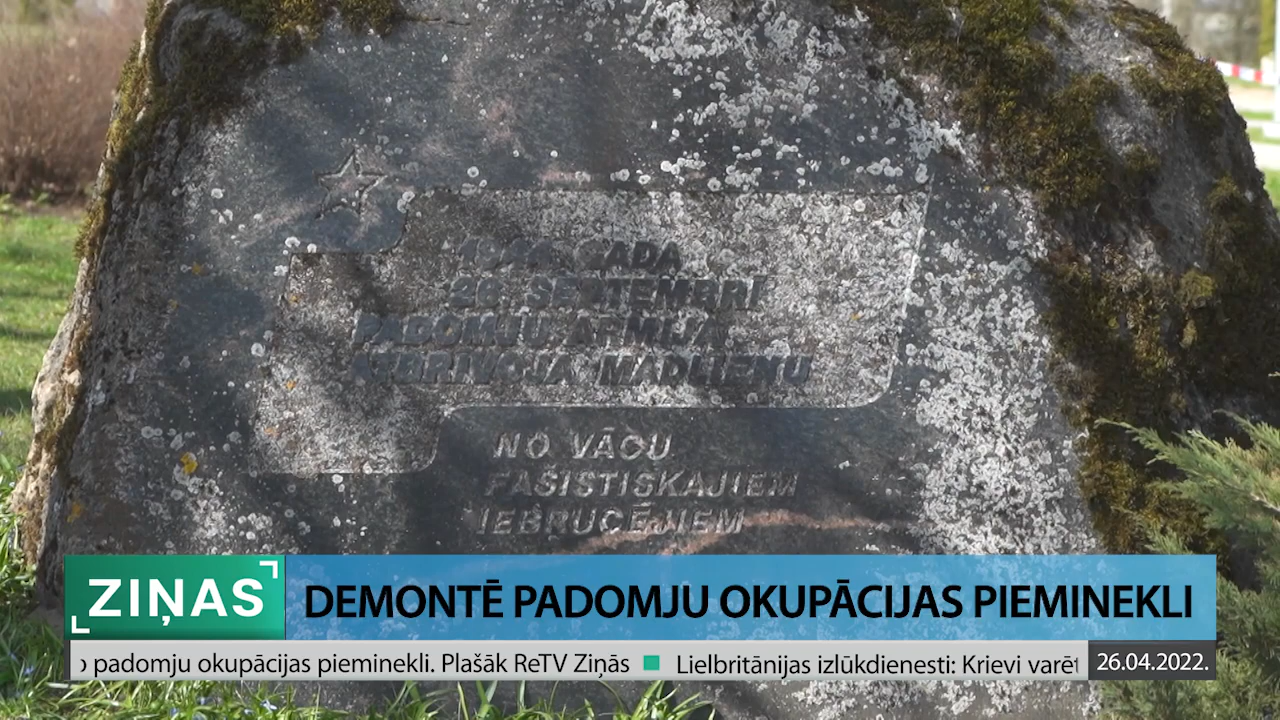 1944. GADA
26. SEPTEMBRĪ
PADOMJU ARMIJA
ATBRĪVOJA MADLIENU
NO VĀCU
FAŠISTISKAJIEM
IEBRUCĒJIEM
ZIŅAS
DEMONTĒ PADOMJU OKUPĀCIJAS PIEMINEKLI
o padomju okupācijas pieminekli. Plašāk ReTV Ziņās ■ Lielbritānijas izlūkdienesti: Krievi varēt
26.04.2022.